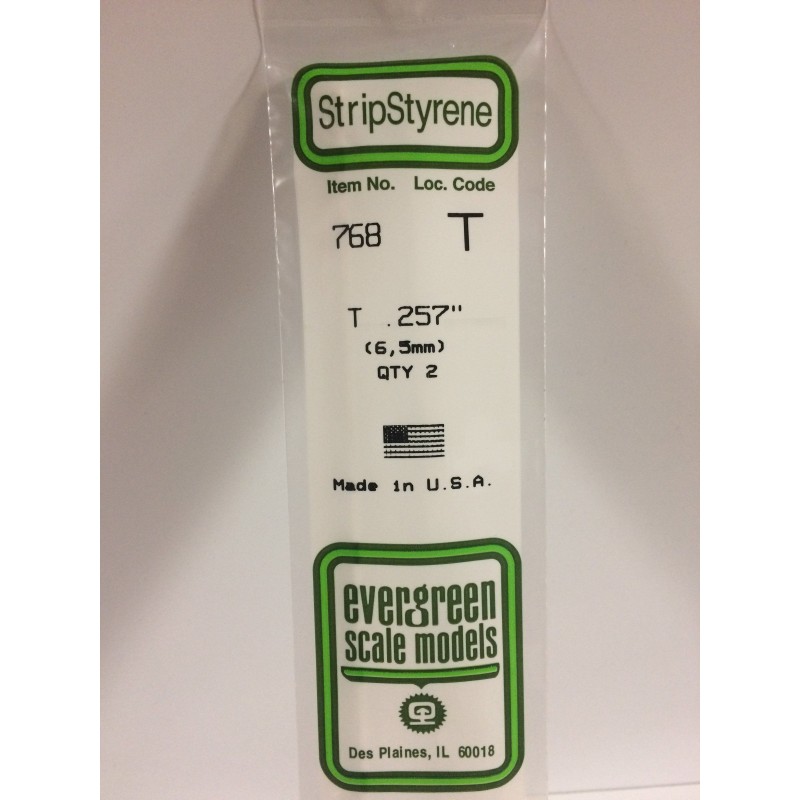 StripStyrene
Item No. Loc. Code
768 T
T .257"
(6,5mm)
QTY 2
Made in U.S.A.
evergreen
scale models
Des Plaines, IL 60018